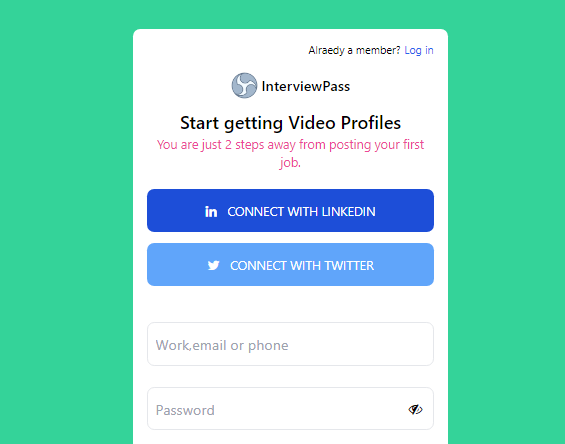 Alraedy a member? Log in
InterviewPass
Start getting Video Profiles
You are just 2 steps away from posting your first
job.
in CONNECT WITH LINKEDIN
CONNECT WITH TWITTER
Work,email or phone
Password